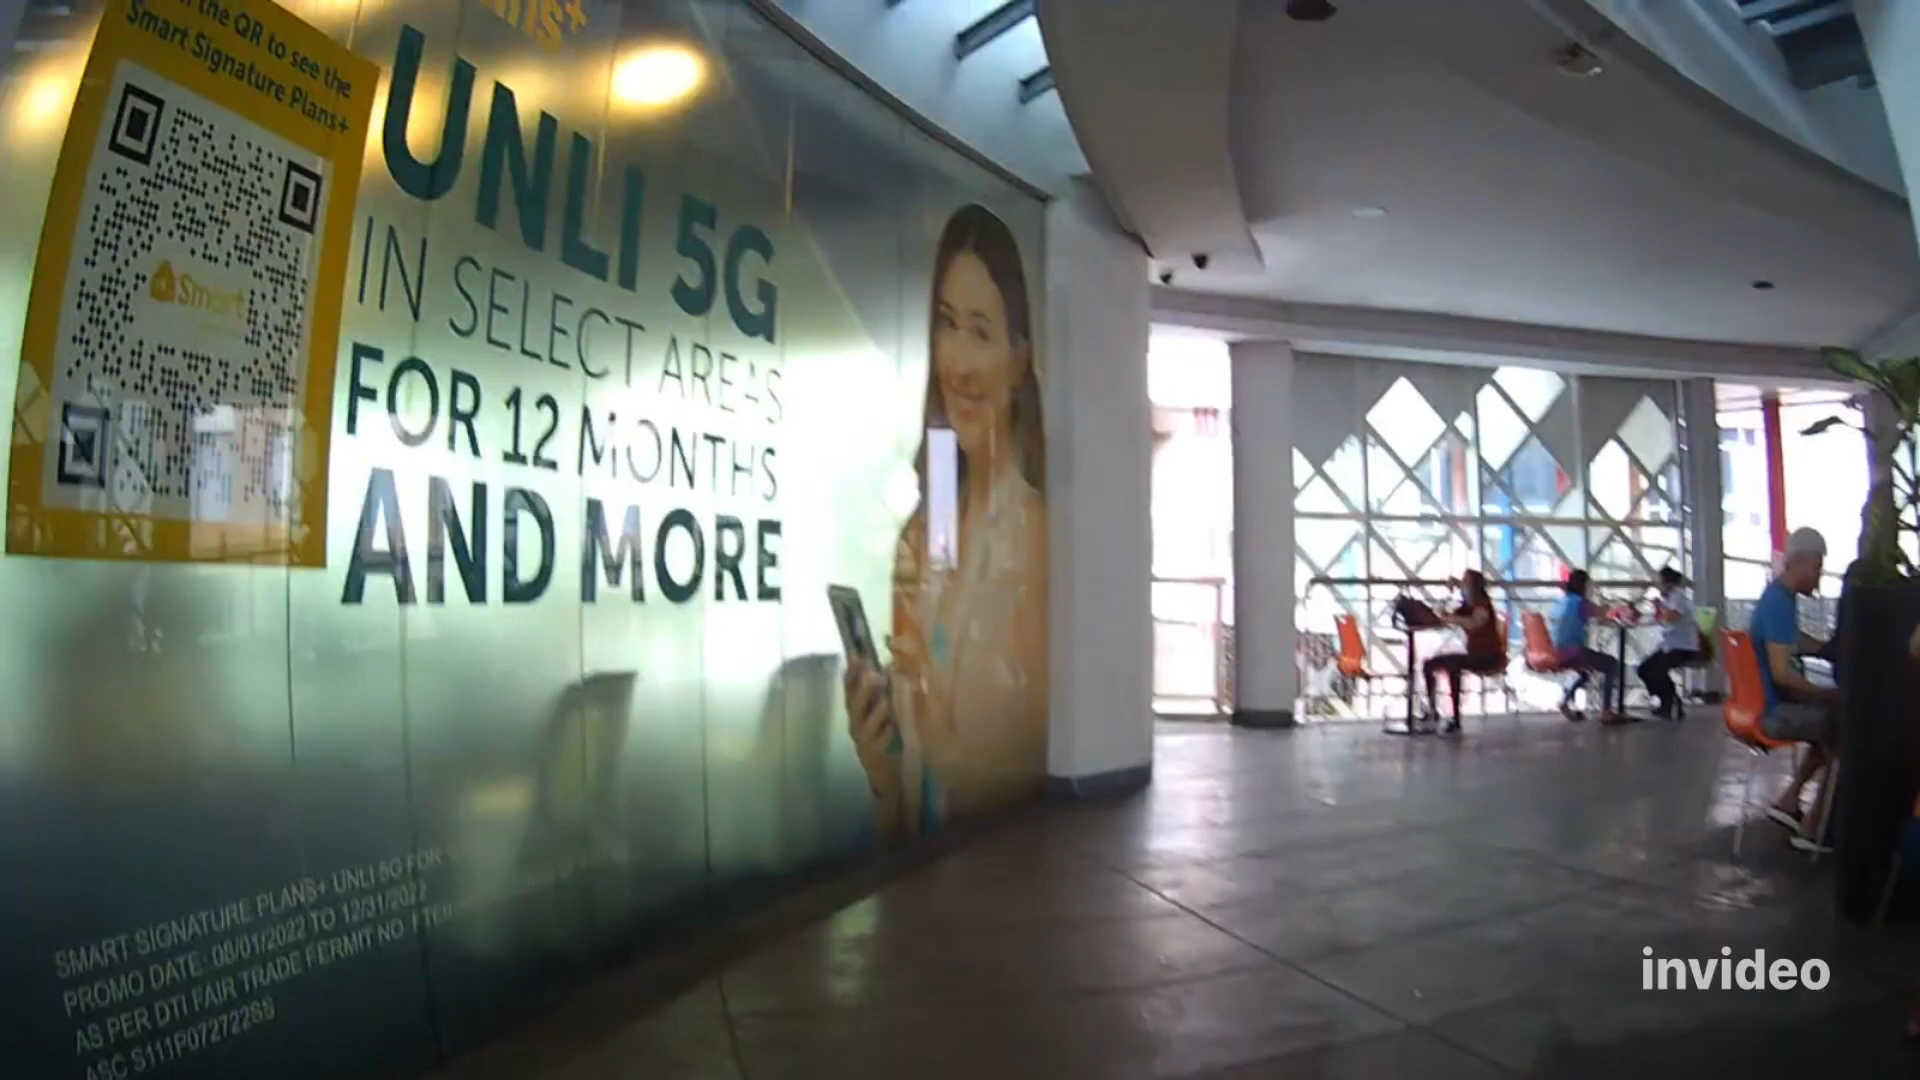 the QR to see the
Smart Signature Plans+
Smart
UNLI 5G
IN SELECT AREAS
FOR 12 MONTHS
AND MORE
SMART SIGNATURE PLANS+ UNLI 5G FOR
PROMO DATE: 08/01/2022 TO 12/31/2022
AS PER DTI FAIR TRADE PERMIT NO.
ASC S111P072722SS
invideo